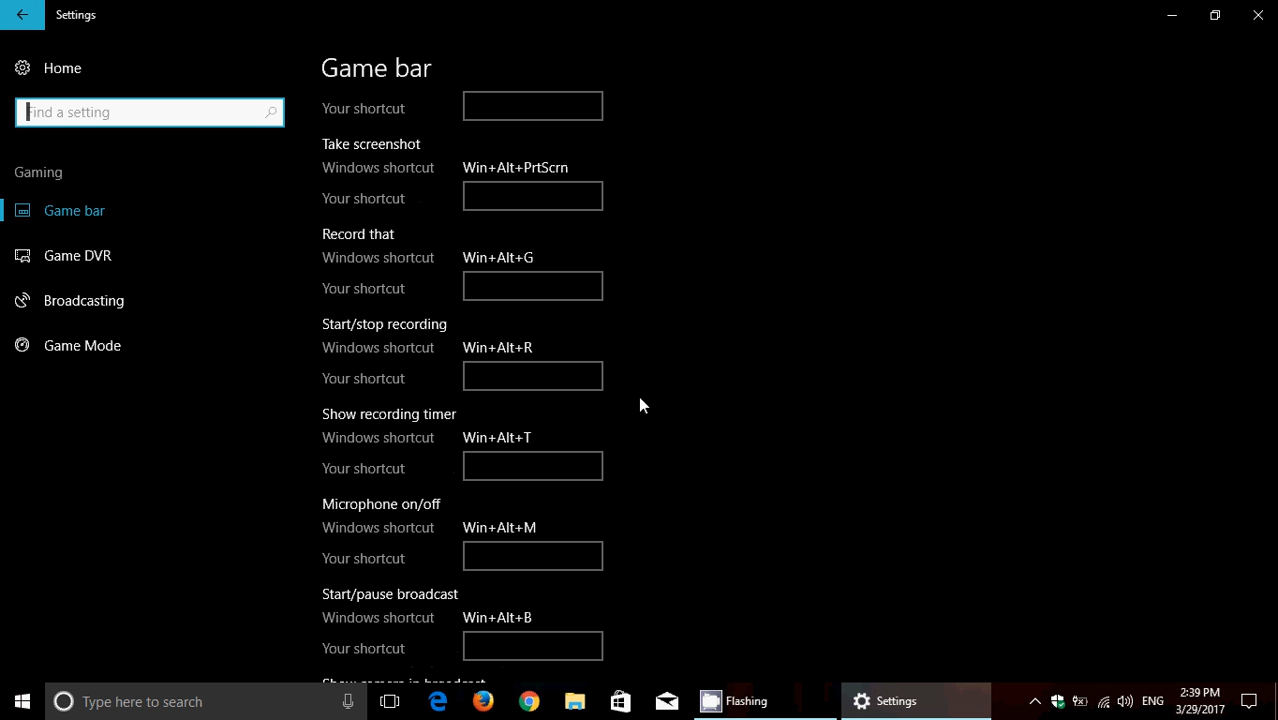 Settings
Home
Find a setting
Gaming
Game bar
Game DVR
Broadcasting
Game Mode
Game bar
Your shortcut
Take screenshot
Windows shortcut Win+Alt+PrtScrn
Your shortcut
Record that
Windows shortcut Win+Alt+G
Your shortcut
Start/stop recording
Windows shortcut Win+Alt+R
Your shortcut
Show recording timer
Windows shortcut Win+Alt+T
Your shortcut
Microphone on/off
Windows shortcut Win+Alt+M
Your shortcut
Start/pause broadcast
Windows shortcut Win+Alt+B
Your shortcut
Show camera in broadcast
Type here to search
Flashing
Settings
ENG
2:39 PM
3/29/2017